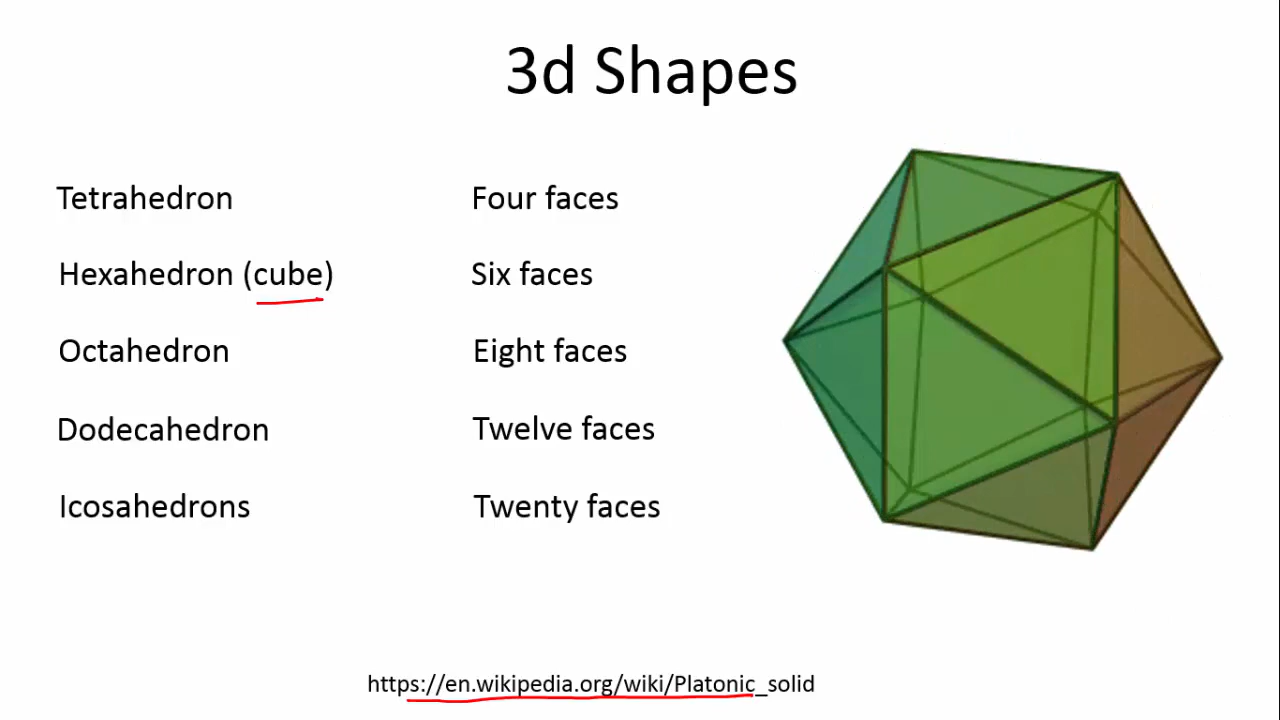 3d Shapes
Tetrahedron Four faces
Hexahedron (cube) Six faces
Octahedron Eight faces
Dodecahedron Twelve faces
Icosahedrons Twenty faces
https://en.wikipedia.org/wiki/Platonic_solid